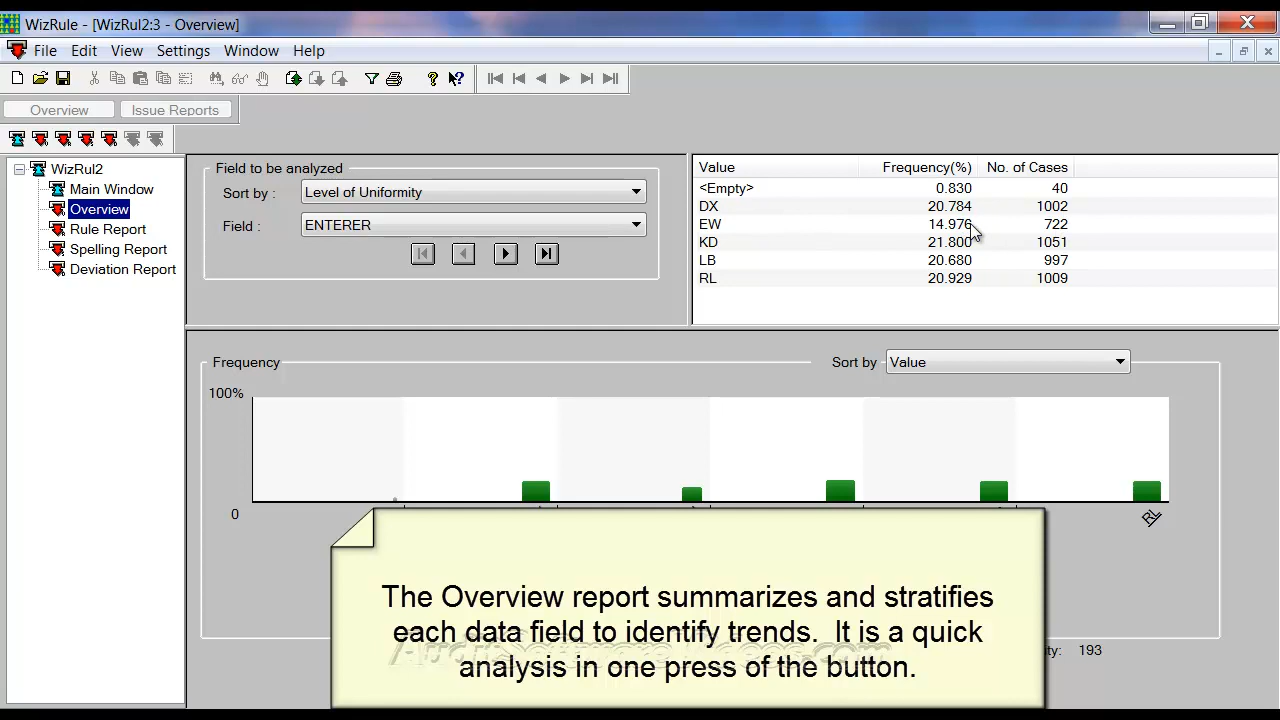 WizRule - [WizRul2:3 - Overview]
File Edit View Settings Window Help
Overview Issue Reports
WizRul2
Main Window
Overview
Rule Report
Spelling Report
Deviation Report
Field to be analyzed
Sort by : Level of Uniformity
Field : ENTERER
Value Frequency(%) No. of Cases
<Empty> 0.830 40
DX 20.784 1002
EW 14.976 722
KD 21.800 1051
LB 20.680 997
RL 20.929 1009
Frequency
Sort by Value
100%
0
RL
The Overview report summarizes and stratifies
each data field to identify trends. It is a quick
analysis in one press of the button.
AuditSoftwareVideos.com
ity: 193